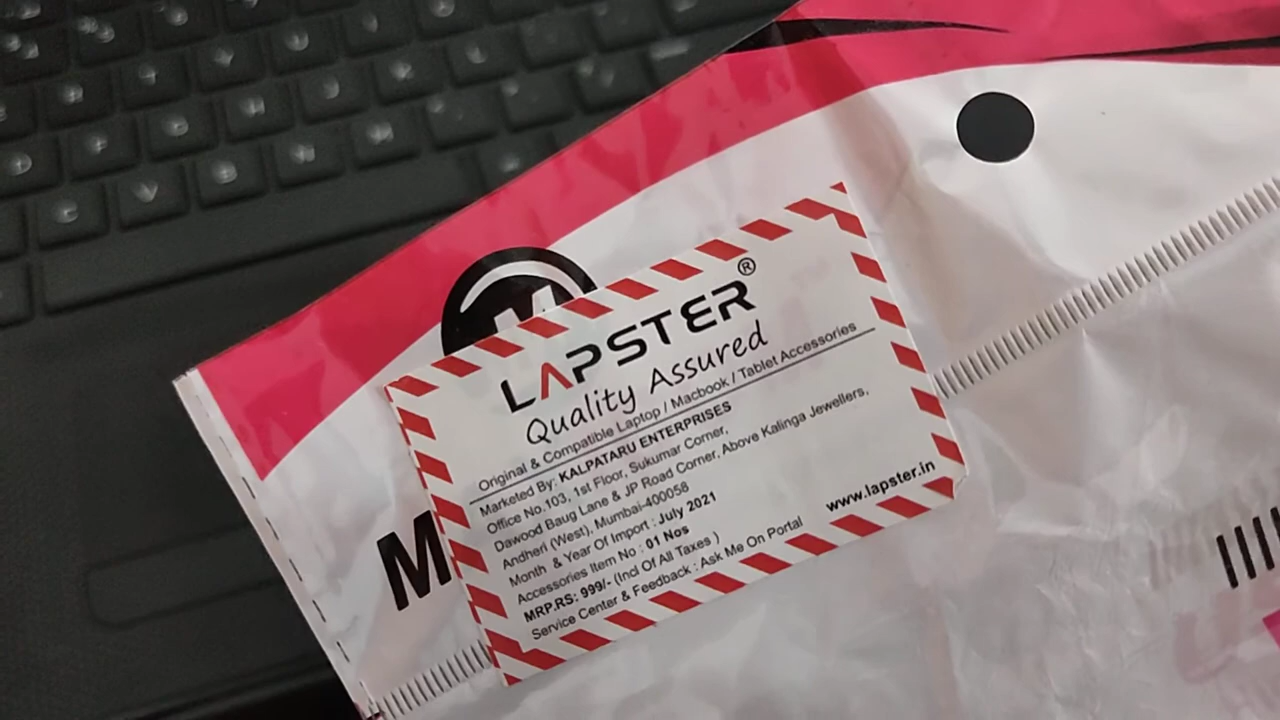 LAPSTER®
Quality Assured
Original & Compatible Laptop / Macbook / Tablet Accessories
Marketed By: KALPATARU ENTERPRISES
Office No.103, 1st Floor, Sukumar Corner,
Dawood Baug Lane & JP Road Corner, Above Kalinga Jewellers,
Andheri (West), Mumbai-400058
Month & Year Of Import : July 2021
Accessories Item No : 01 Nos
MRP.RS: 999/- (Incl Of All Taxes )
Service Center & Feedback : Ask Me On Portal
www.lapster.in
M